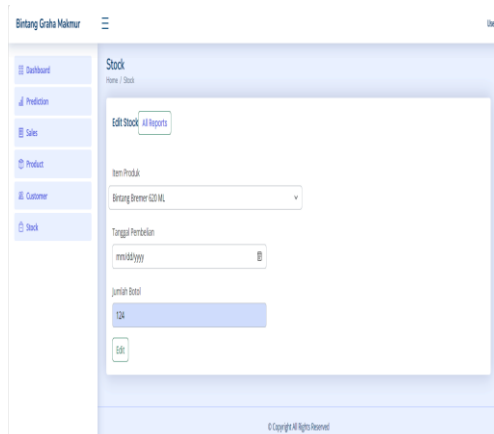 Bintang Graha Makmur
Use
Dashboard
Prediction
Sales
Product
Customer
Stock
Stock
Home / Stock
Edit Stock All Reports
Item Produk
Bintang Bremer 620 ML
Tanggal Pembelian
mm/dd/yyyy
Jumlah Botol
124
Edit
© Copyright All Rights Reserved